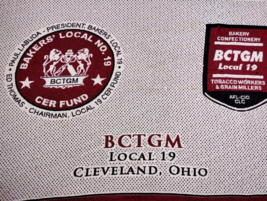 PAUL LABUDA - PRESIDENT, BAKERS LOCAL 19
ED THOMAS - CHAIRMAN, LOCAL 19 CER FUND
BAKERS' LOCAL NO. 19
BCTGM
CER FUND
BAKERY
CONFECTIONERY
BCTGM
Local 19
TOBACCO WORKERS
& GRAIN MILLERS
AFL-CIO
CLC
BCTGM
LOCAL 19
CLEVELAND, OHIO